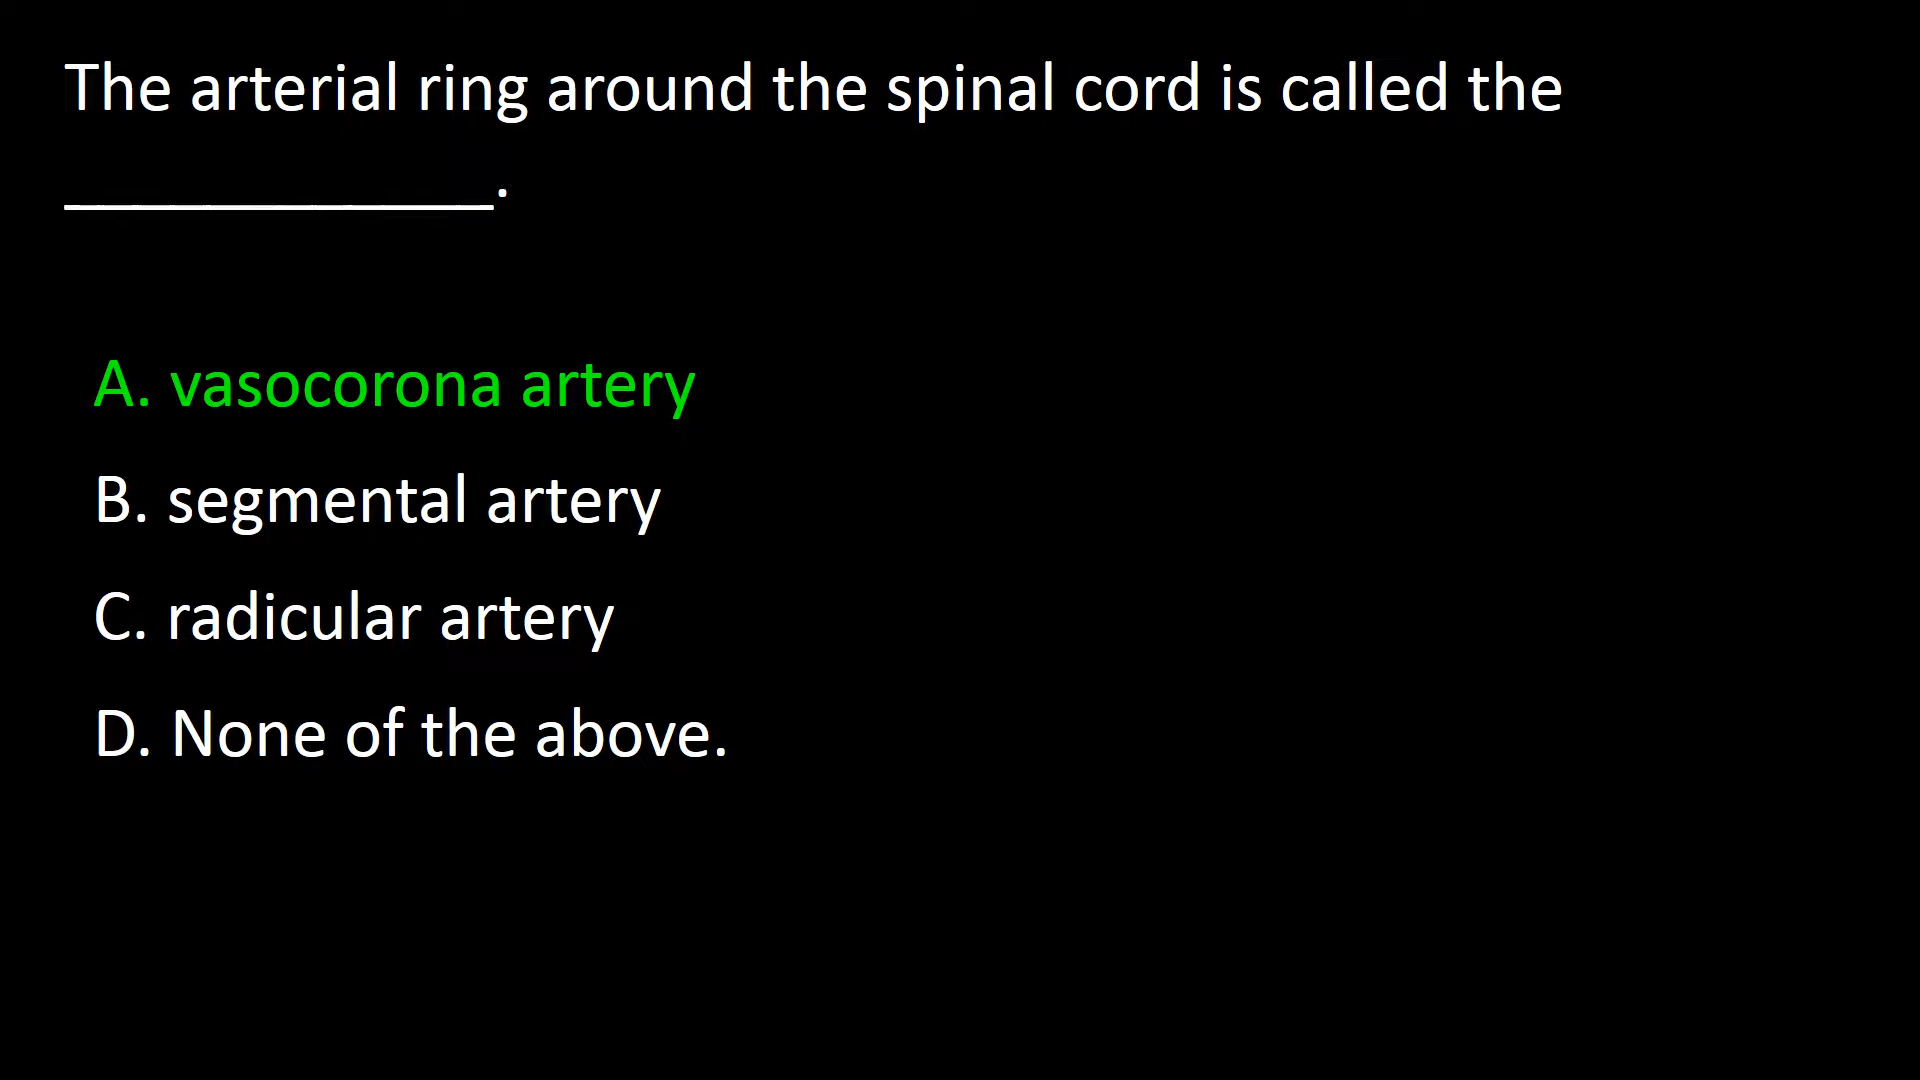 The arterial ring around the spinal cord is called the
_____________.
A. vasocorona artery
B. segmental artery
C. radicular artery
D. None of the above.